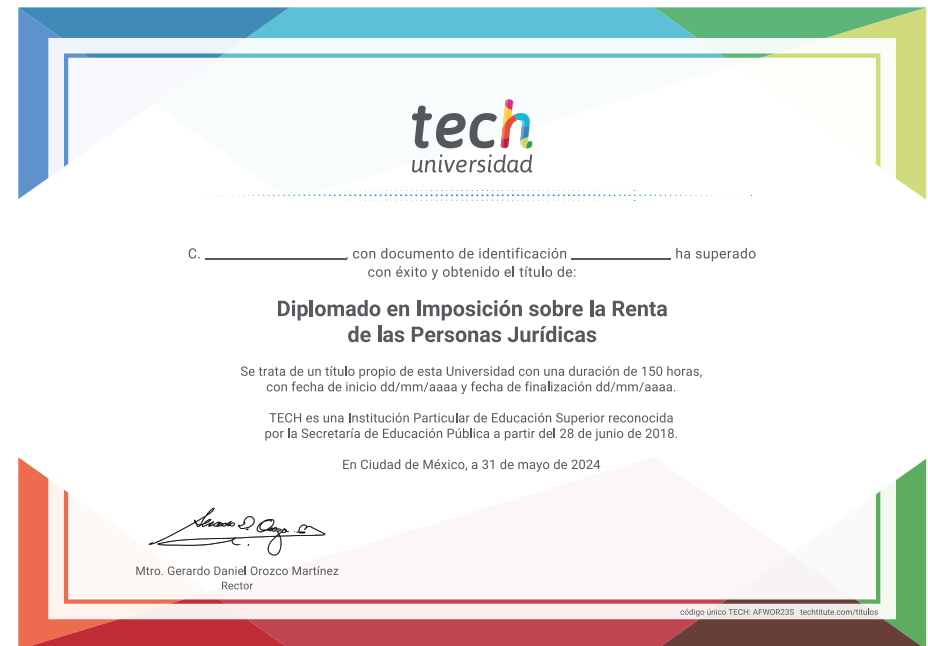 tech
universidad
C. ____________, con documento de identificación ____________ ha superado
con éxito y obtenido el título de:
Diplomado en Imposición sobre la Renta
de las Personas Jurídicas
Se trata de un título propio de esta Universidad con una duración de 150 horas,
con fecha de inicio dd/mm/aaaa y fecha de finalización dd/mm/aaaa.
TECH es una Institución Particular de Educación Superior reconocida
por la Secretaría de Educación Pública a partir del 28 de junio de 2018.
En Ciudad de México, a 31 de mayo de 2024
Mtro. Gerardo Daniel Orozco Martínez
Rector
código único TECH: AFWOR23S techtitute.com/titulos